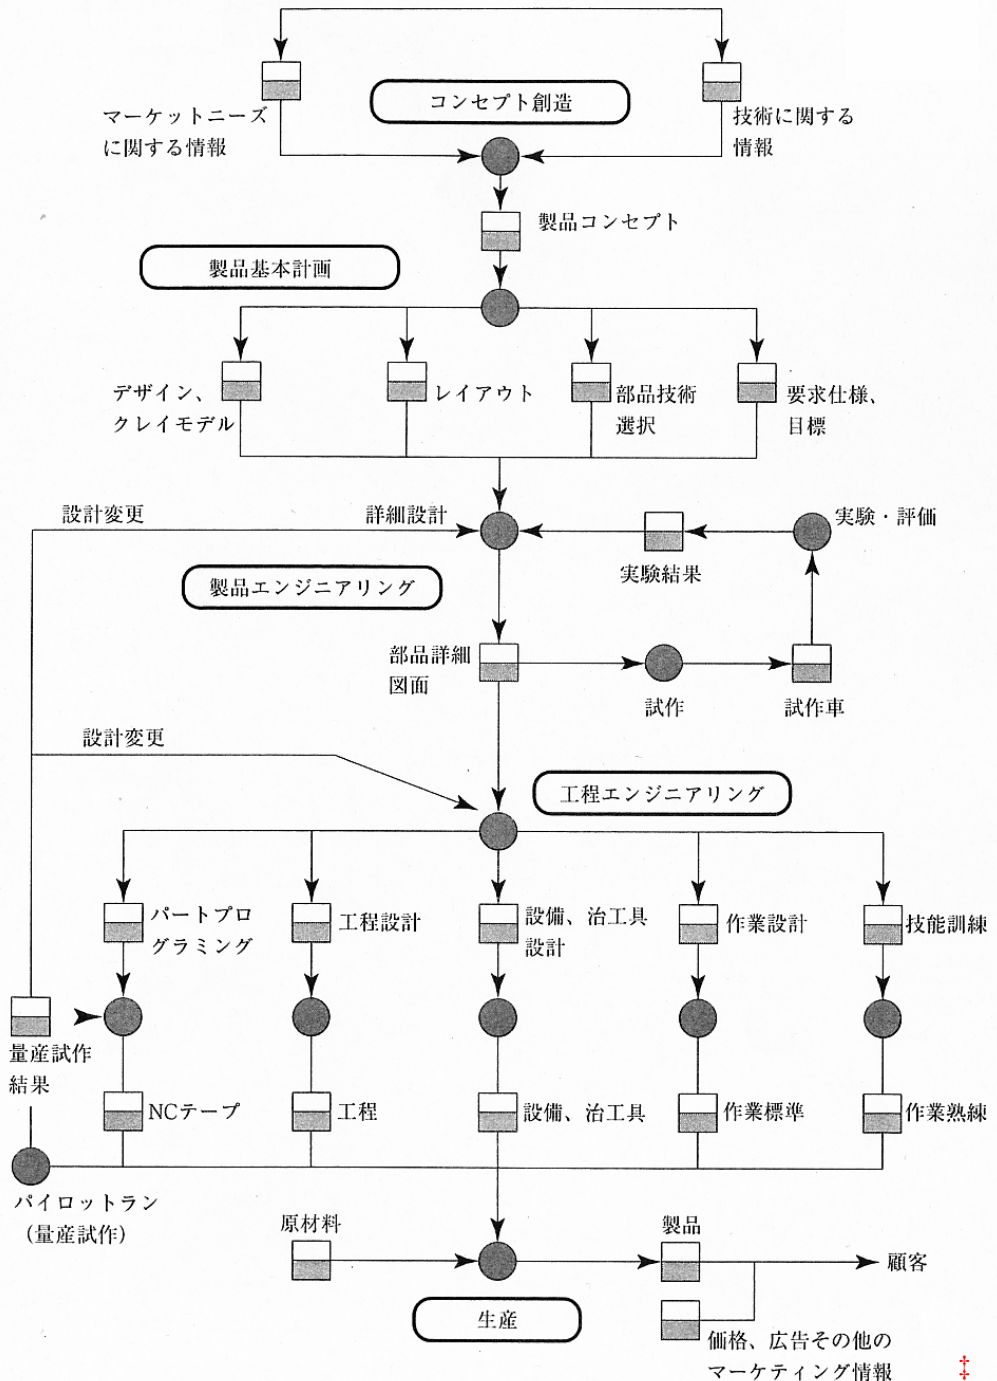 コンセプト創造
マーケットニーズ
に関する情報
技術に関する
情報
製品コンセプト
製品基本計画
デザイン、
クレイモデル
レイアウト
部品技術
選択
要求仕様、
目標
設計変更
詳細設計
実験・評価
実験結果
製品エンジニアリング
部品詳細
図面
試作
試作車
設計変更
工程エンジニアリング
パートプロ
グラミング
工程設計
設備、治工具
設計
作業設計
技能訓練
量産試作
結果
NCテープ
工程
設備、治工具
作業標準
作業熟練
パイロットラン
（量産試作）
原材料
製品
顧客
生産
価格、広告その他の
マーケティング情報
‡